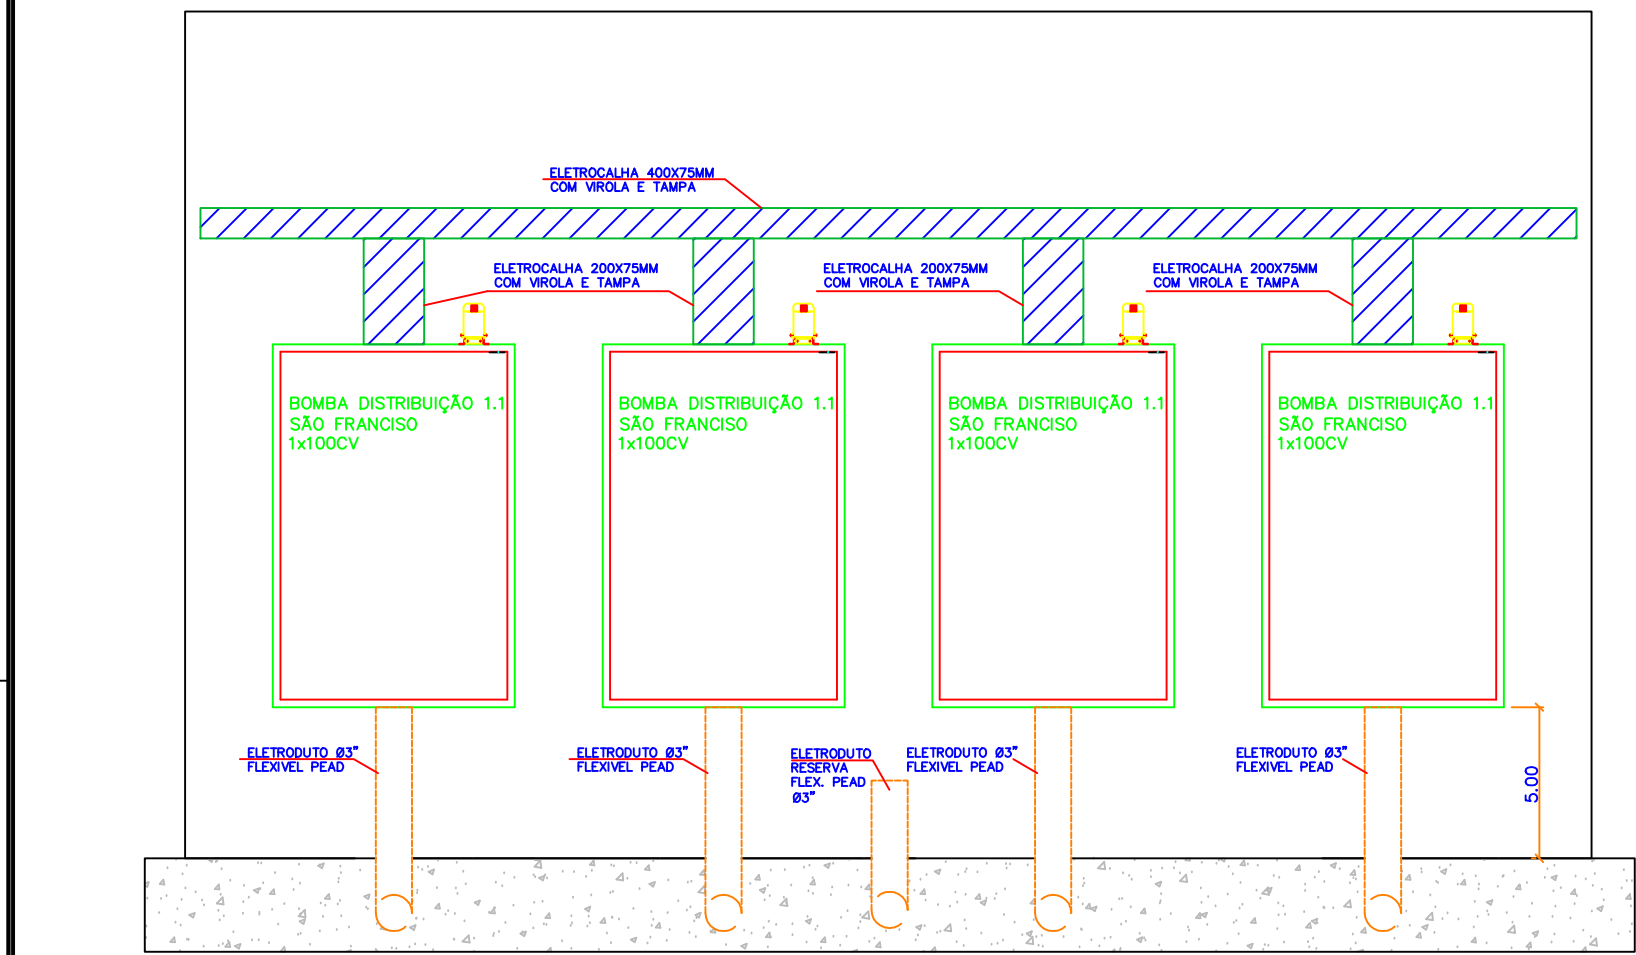 ELETROCALHA 400X75MM
COM VIROLA E TAMPA
ELETROCALHA 200X75MM
COM VIROLA E TAMPA
ELETROCALHA 200X75MM
COM VIROLA E TAMPA
ELETROCALHA 200X75MM
COM VIROLA E TAMPA
BOMBA DISTRIBUIÇÃO 1.1
SÃO FRANCISO
1x100CV
BOMBA DISTRIBUIÇÃO 1.1
SÃO FRANCISO
1x100CV
BOMBA DISTRIBUIÇÃO 1.1
SÃO FRANCISO
1x100CV
BOMBA DISTRIBUIÇÃO 1.1
SÃO FRANCISO
1x100CV
ELETRODUTO Ø3"
FLEXIVEL PEAD
ELETRODUTO Ø3"
FLEXIVEL PEAD
ELETRODUTO
RESERVA
FLEX. PEAD
Ø3"
ELETRODUTO Ø3"
FLEXIVEL PEAD
ELETRODUTO Ø3"
FLEXIVEL PEAD
5.00